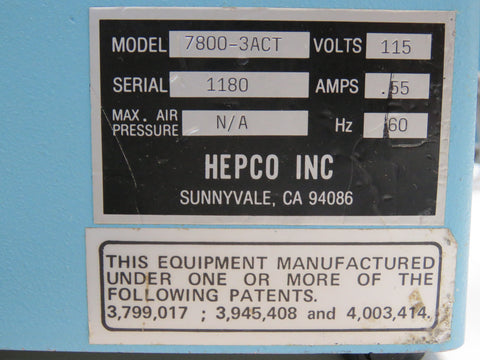 MODEL 7800-3ACT VOLTS 115
SERIAL 1180 AMPS .55
MAX. AIR
PRESSURE N/A Hz 60
HEPCO INC
SUNNYVALE, CA 94086
THIS EQUIPMENT MANUFACTURED
UNDER ONE OR MORE OF THE
FOLLOWING PATENTS.
3,799,017 ; 3,945,408 and 4,003,414.